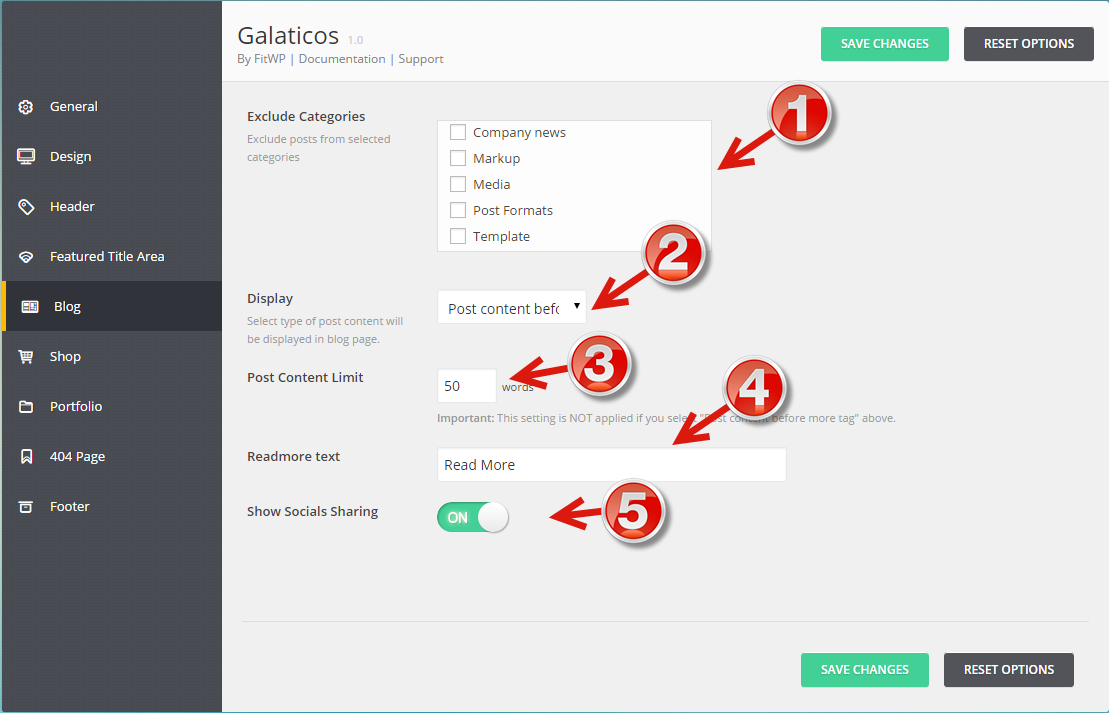 Galaticos 1.0
By FitWP | Documentation | Support
SAVE CHANGES
RESET OPTIONS
General
Design
Header
Featured Title Area
Blog
Shop
Portfolio
404 Page
Footer
Exclude Categories
Exclude posts from selected
categories
Company news
Markup
Media
Post Formats
Template
1
Display
Select type of post content will
be displayed in blog page.
Post content befo
2
Post Content Limit
50 words
3
Important: This setting is NOT applied if you select "Post content before more tag" above.
4
Readmore text
Read More
Show Socials Sharing
ON
5
SAVE CHANGES
RESET OPTIONS